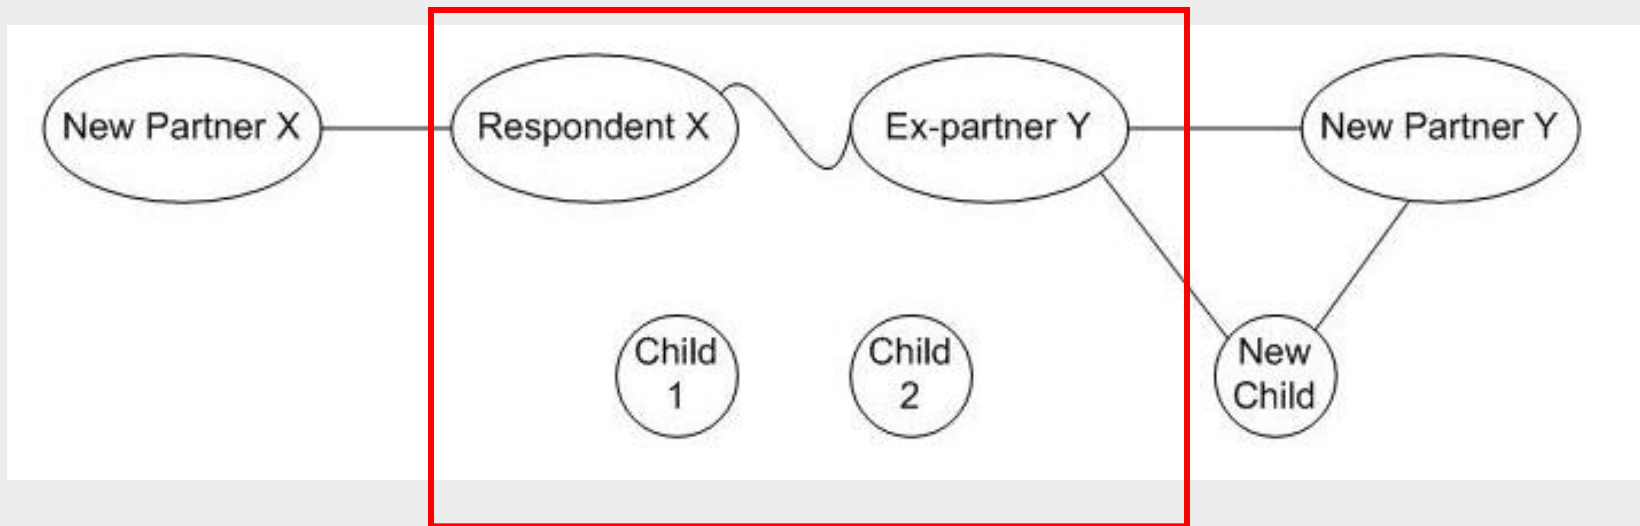 New Partner X
Respondent X
Ex-partner Y
New Partner Y
Child
1
Child
2
New
Child